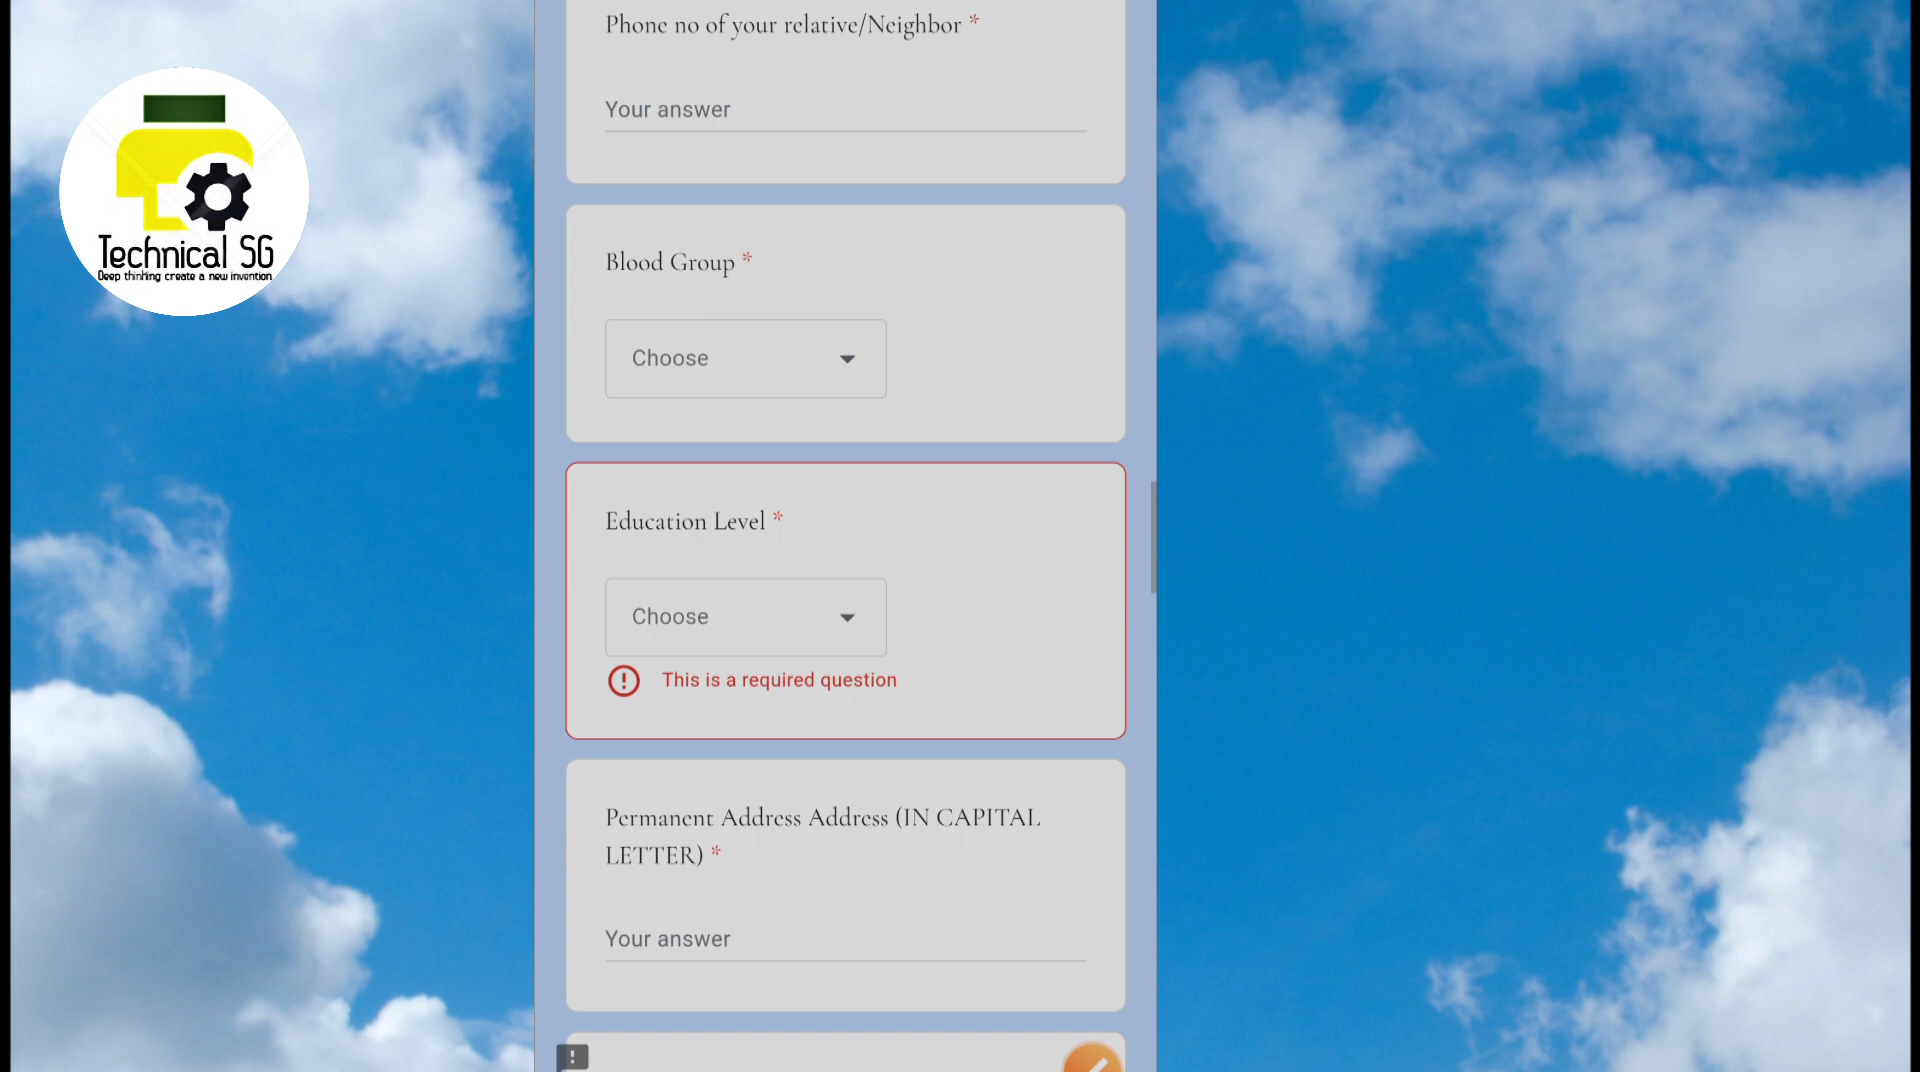 Phone no of your relative/Neighbor *
Your answer
Technical SG
Deep thinking create a new invention
Blood Group *
Choose
Education Level *
Choose
This is a required question
Permanent Address Address (IN CAPITAL
LETTER) *
Your answer